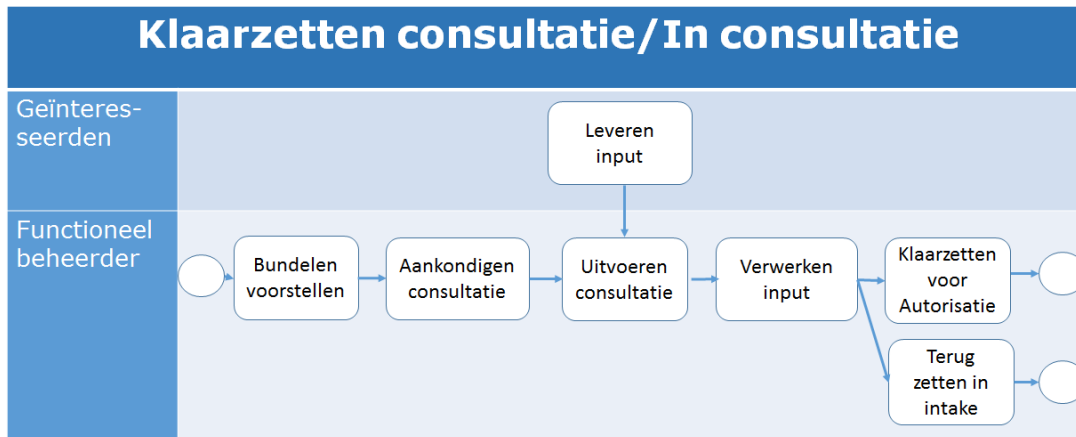 Klaarzetten consultatie/In consultatie
Geïnteres-
seerden
Leveren
input
Functioneel
beheerder
Bundelen
voorstellen
Aankondigen
consultatie
Uitvoeren
consultatie
Verwerken
input
Klaarzetten
voor
Autorisatie
Terug
zetten in
intake